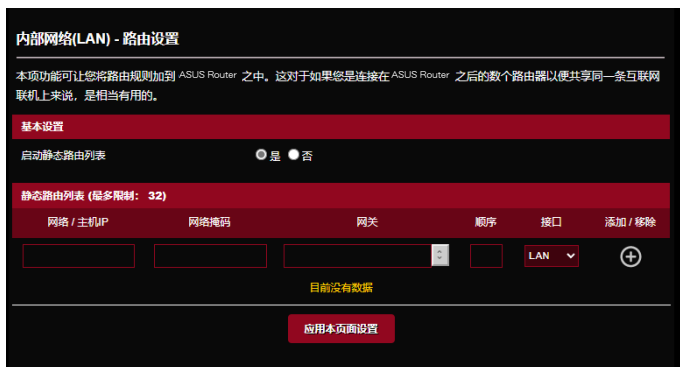 内部网络(LAN) - 路由设置
本项功能可让您将路由规则加到 ASUS Router 之中。这对于如果您是连接在 ASUS Router 之后的数个路由器以便共享同一条互联网
联机上来说，是相当有用的。
基本设置
启动静态路由列表 是 否
静态路由列表 (最多限制： 32)
网络 / 主机IP 网络掩码 网关 顺序 接口 添加 / 移除
LAN
目前没有数据
应用本页面设置